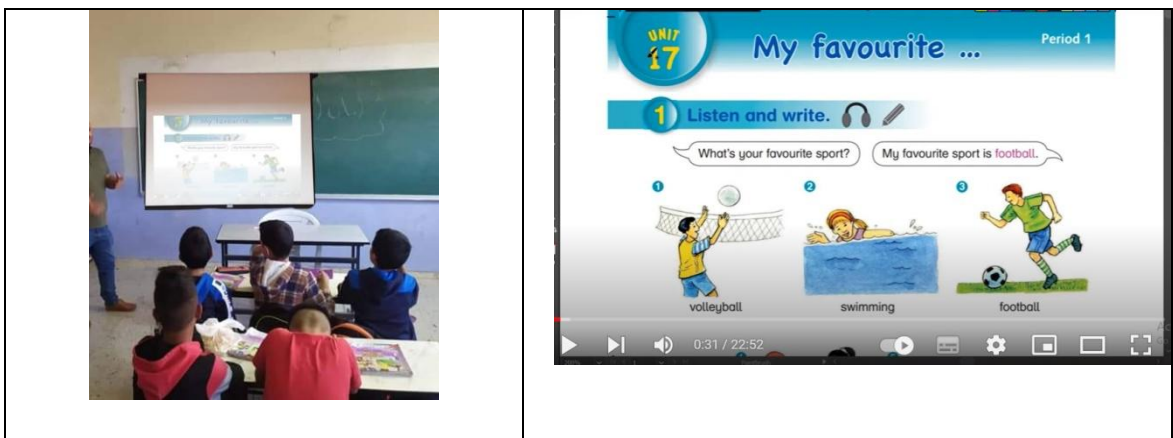 UNIT
17
My favourite ...
Period 1
1 Listen and write.
What's your favourite sport?
My favourite sport is football.
1
2
3
volleyball
swimming
football
0:31 / 22:52